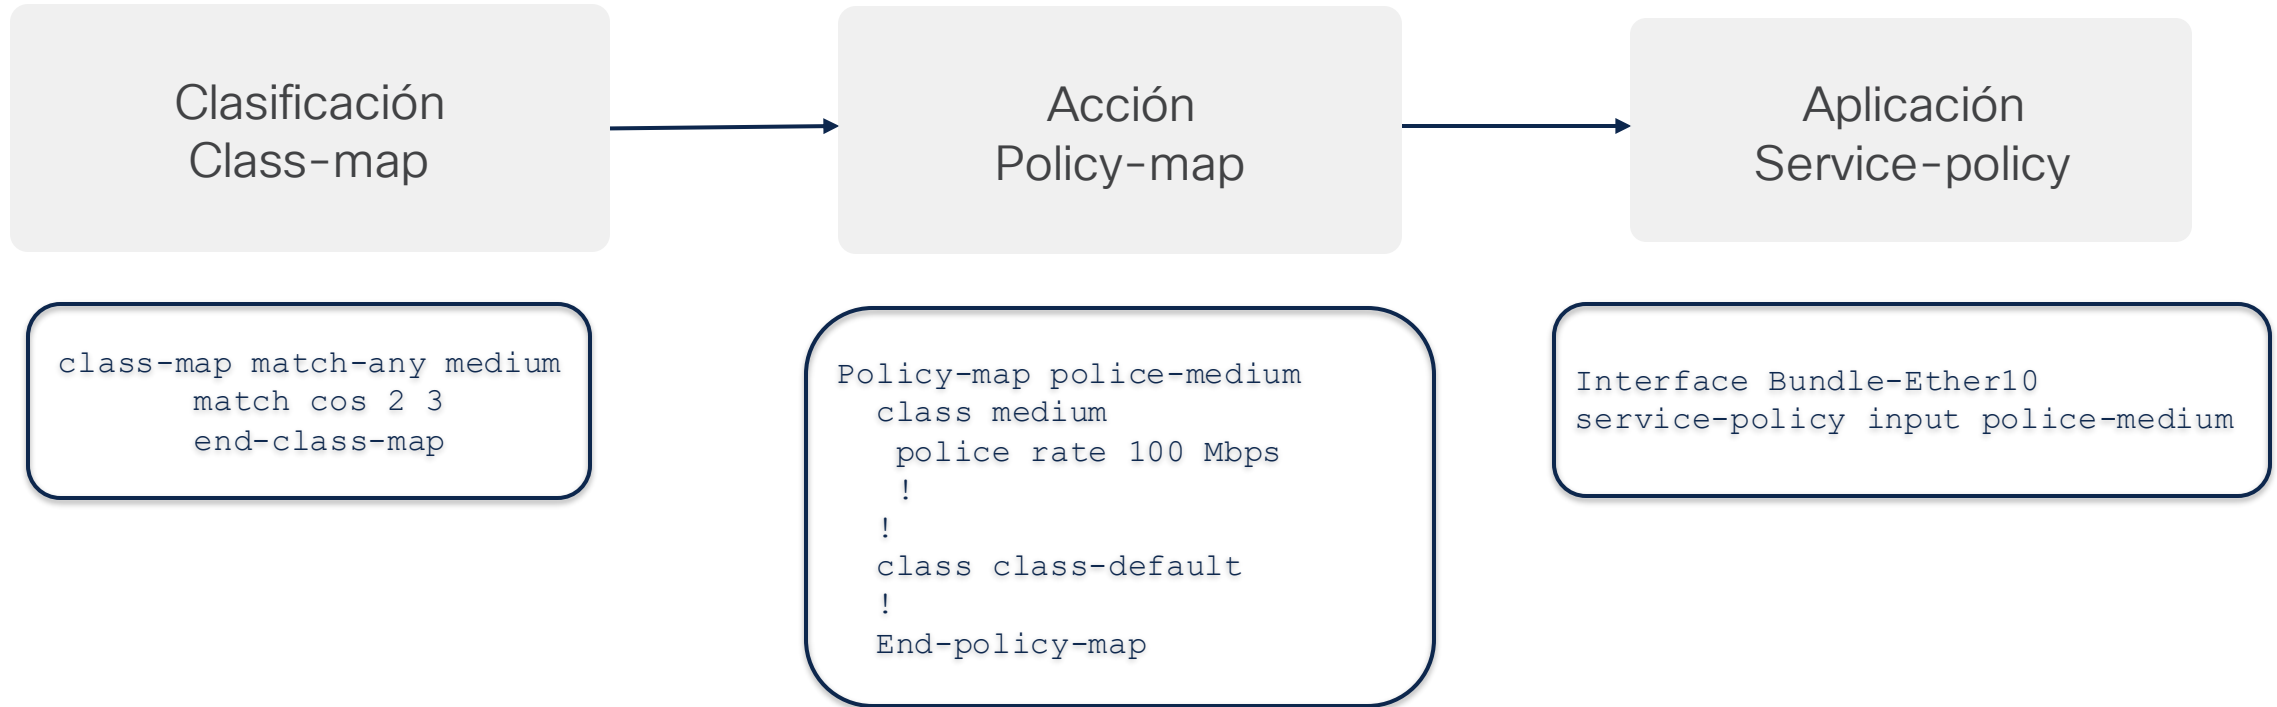 Clasificación
Class-map
Acción
Policy-map
Aplicación
Service-policy
class-map match-any medium
match cos 2 3
end-class-map
Policy-map police-medium
class medium
police rate 100 Mbps
!
!
class class-default
!
End-policy-map
Interface Bundle-Ether10
service-policy input police-medium